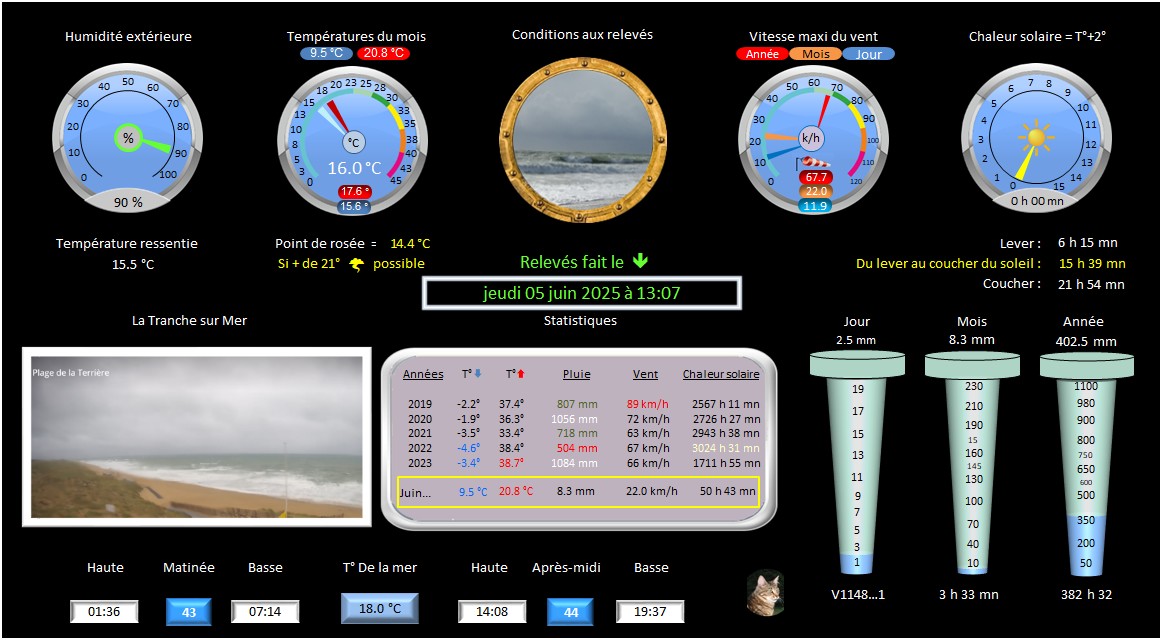 Humidité extérieure
Températures du mois
Conditions aux relevés
Vitesse maxi du vent
Chaleur solaire = T°+2°
9.5 °C 20.8 °C
Année Mois Jour
0 10 20 30 40 50 60 70 80 90 100
%
90 %
0 3 5 8 10 13 15 18 20 23 25 28 30 33 35 38 40 43 45
°C
16.0 °C
17.6 °
15.6 °
0 10 20 30 40 50 60 70 80 90 100 110 120
k/h
67.7
22.0
11.9
0 1 2 3 4 5 6 7 8 9 10 11 12 13 14 15
0 h 00 mn
Température ressentie
15.5 °C
Point de rosée = 14.4 °C
Si + de 21° possible
Relevés fait le
jeudi 05 juin 2025 à 13:07
Lever : 6 h 15 mn
Du lever au coucher du soleil : 15 h 39 mn
Coucher : 21 h 54 mn
La Tranche sur Mer
Plage de la Terrière
Statistiques
Années T° T° Pluie Vent Chaleur solaire
2019 -2.2° 37.4° 807 mm 89 km/h 2567 h 11 mn
2020 -1.9° 36.3° 1056 mm 72 km/h 2726 h 27 mn
2021 -3.5° 33.4° 718 mm 63 km/h 2943 h 38 mn
2022 -4.6° 38.4° 504 mm 67 km/h 3024 h 31 mn
2023 -3.4° 38.7° 1084 mm 66 km/h 1711 h 55 mn
Juin... 9.5 °C 20.8 °C 8.3 mm 22.0 km/h 50 h 43 mn
Jour
2.5 mm
19
17
15
13
11
9
7
5
3
1
V1148...1
Mois
8.3 mm
230
210
190
15
160
145
130
100
70
40
10
3 h 33 mn
Année
402.5 mm
1100
980
900
800
750
650
600
500
350
200
50
382 h 32
Haute Matinée Basse T° De la mer Haute Après-midi Basse
01:36 43 07:14 18.0 °C 14:08 44 19:37